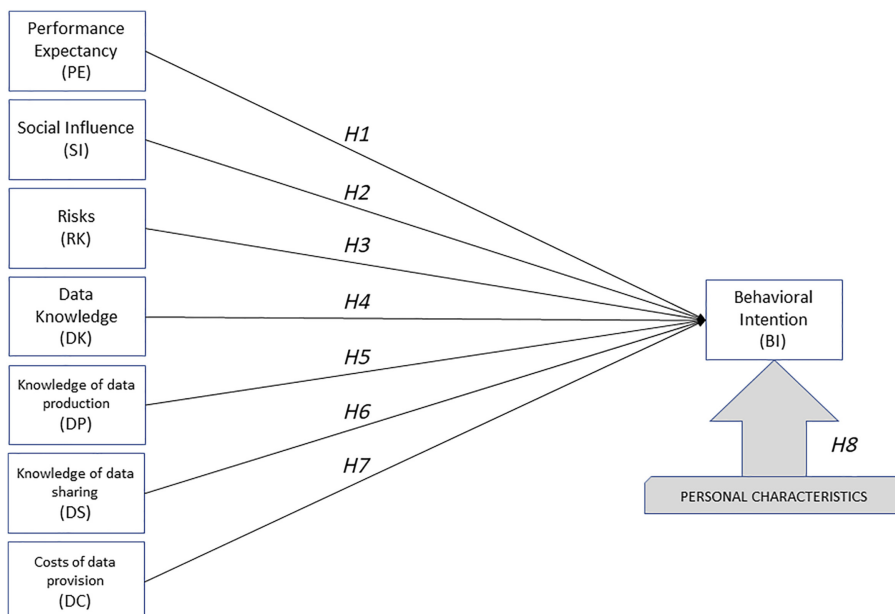 Performance
Expectancy
(PE)
H1
Social Influence
(SI)
H2
Risks
(RK)
H3
Data
Knowledge
(DK)
H4
Behavioral
Intention
(BI)
Knowledge of data
production
(DP)
H5
H6
H8
Knowledge of data
sharing
(DS)
H7
PERSONAL CHARACTERISTICS
Costs of data
provision
(DC)